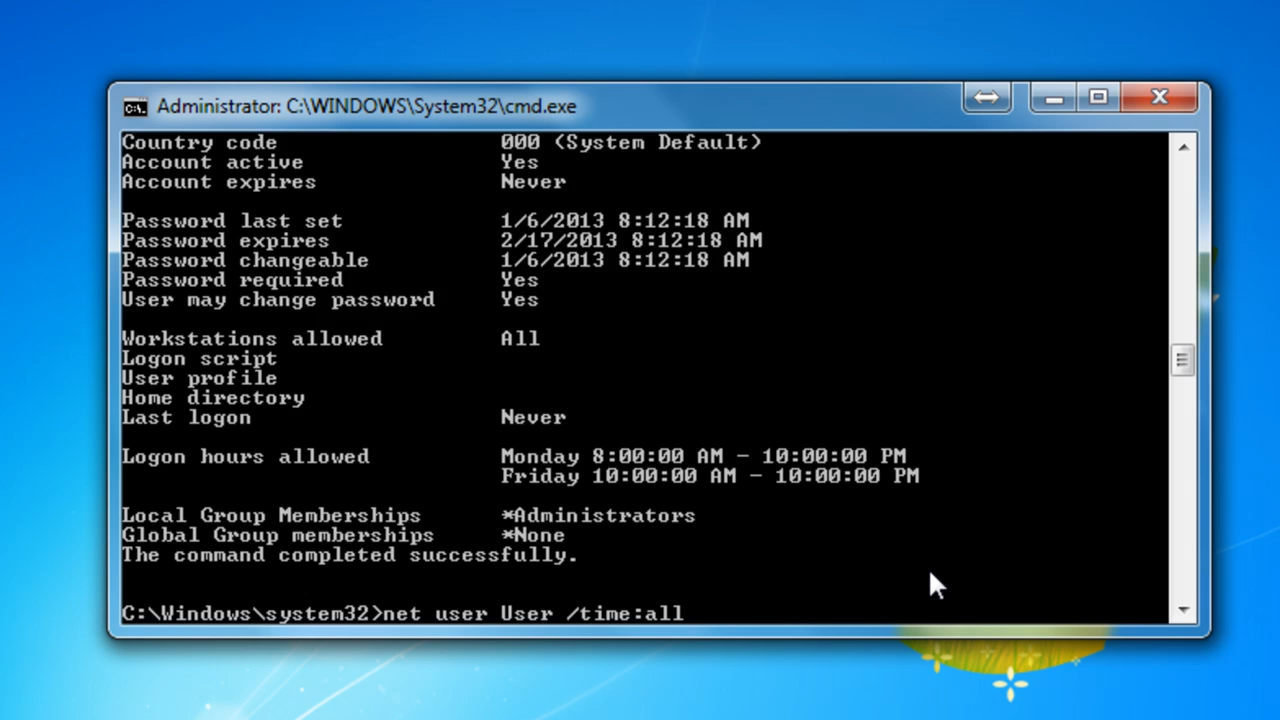 Administrator: C:\WINDOWS\System32\cmd.exe
Country code 000 (System Default)
Account active Yes
Account expires Never
Password last set 1/6/2013 8:12:18 AM
Password expires 2/17/2013 8:12:18 AM
Password changeable 1/6/2013 8:12:18 AM
Password required Yes
User may change password Yes
Workstations allowed All
Logon script
User profile
Home directory
Last logon Never
Logon hours allowed Monday 8:00:00 AM - 10:00:00 PM
Friday 10:00:00 AM - 10:00:00 PM
Local Group Memberships *Administrators
Global Group memberships *None
The command completed successfully.
C:\Windows\system32>net user User /time:all